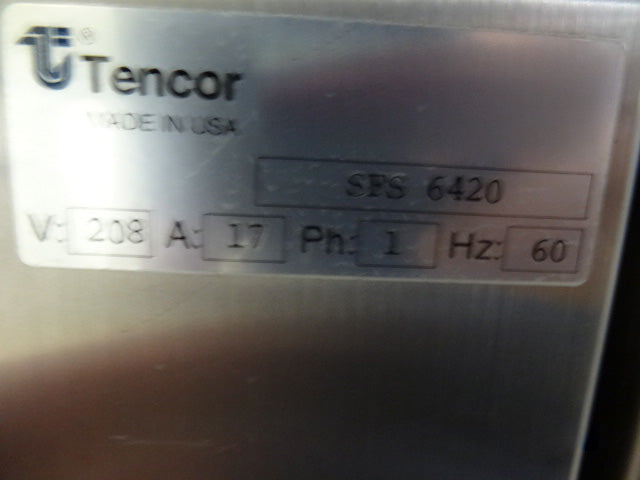 ® Tencor
MADE IN USA
SFS 6420
V: 208 A: 17 Ph: 1 Hz: 60